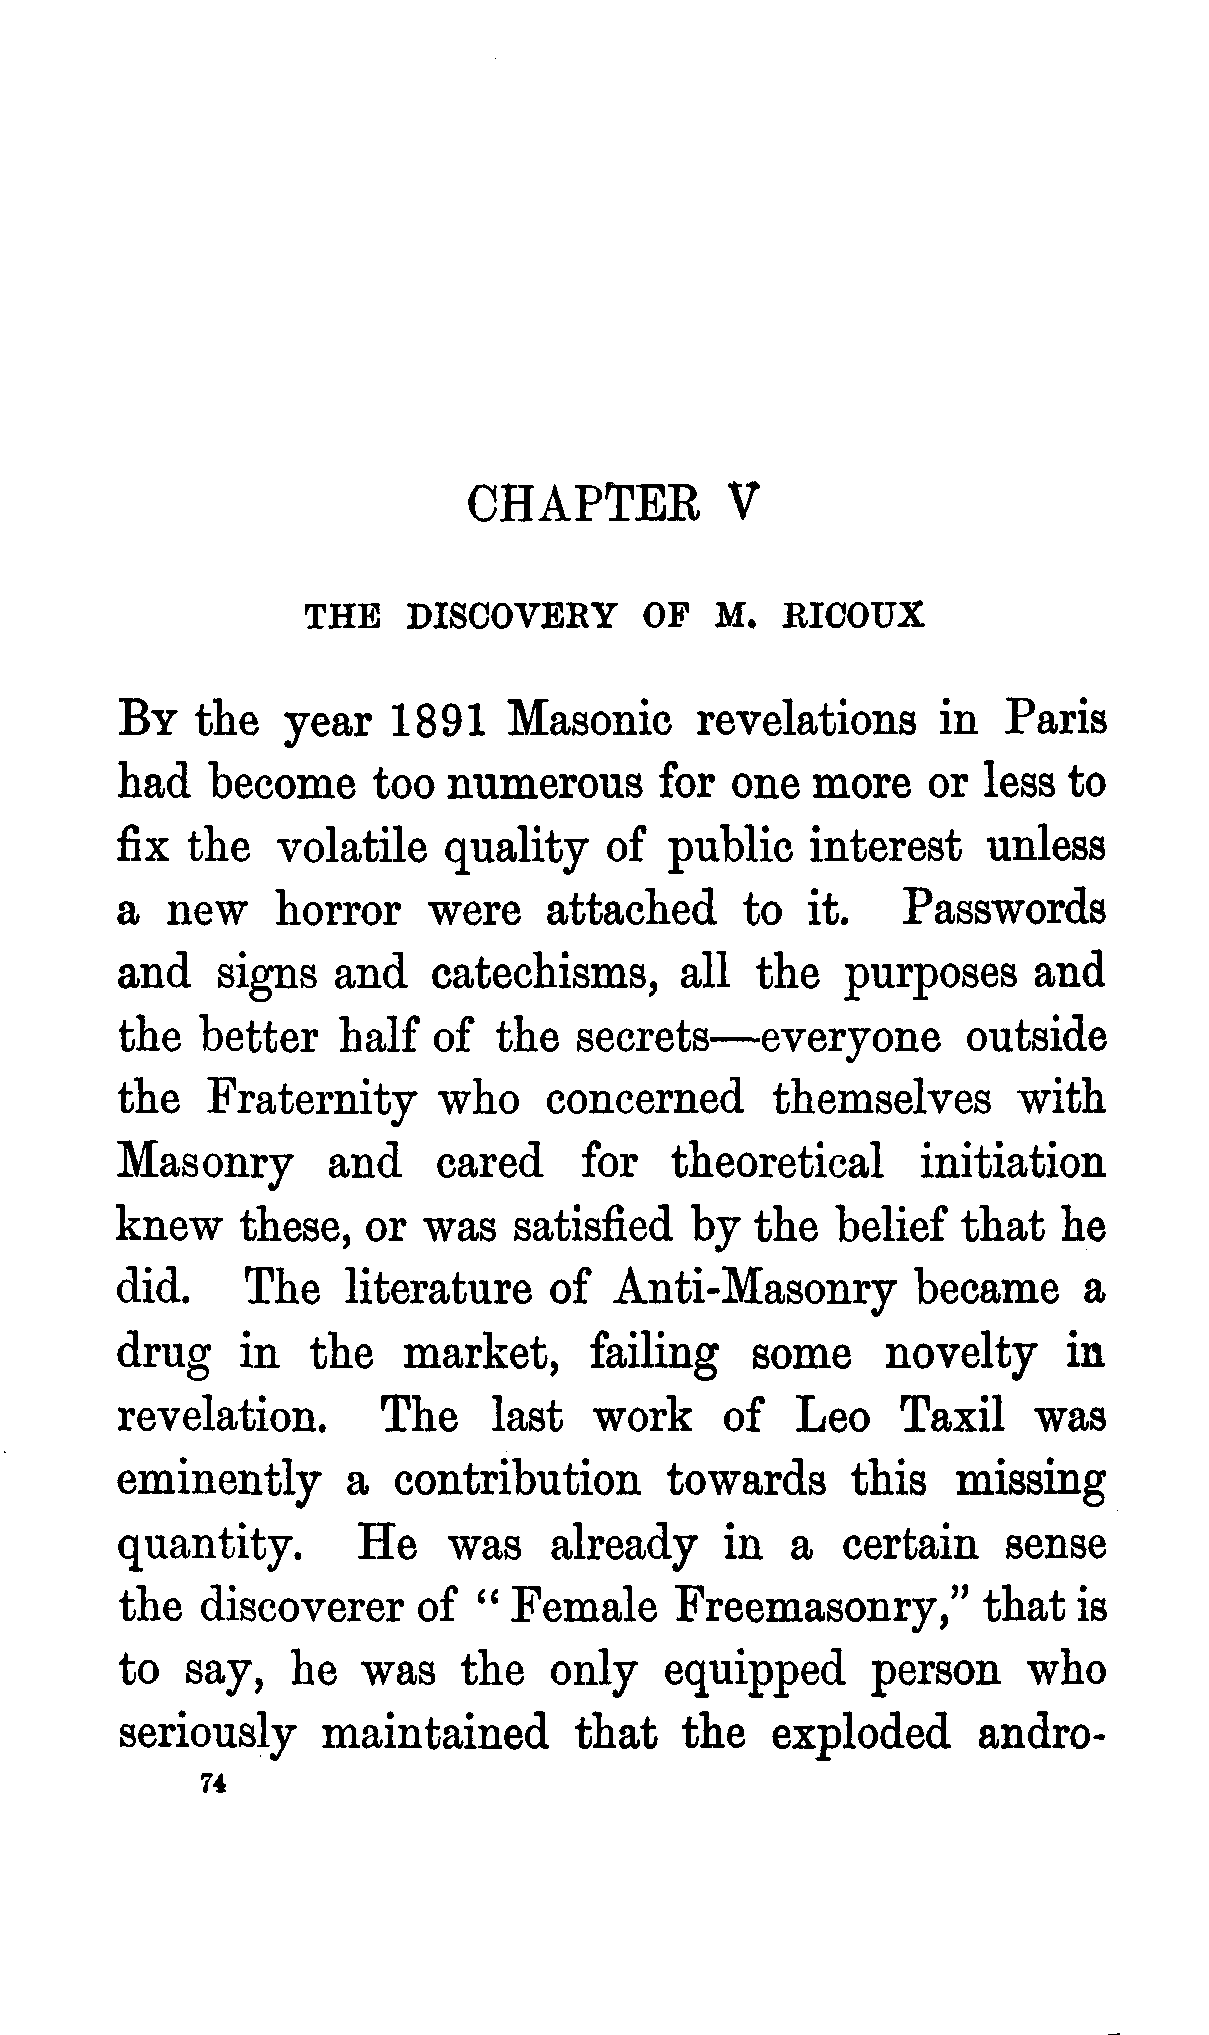 CHAPTER V
THE DISCOVERY OF M. RICOUX
By the year 1891 Masonic revelations in Paris
had become too numerous for one more or less to
fix the volatile quality of public interest unless
a new horror were attached to it. Passwords
and signs and catechisms, all the purposes and
the better half of the secrets—everyone outside
the Fraternity who concerned themselves with
Masonry and cared for theoretical initiation
knew these, or was satisfied by the belief that he
did. The literature of Anti-Masonry became a
drug in the market, failing some novelty in
revelation. The last work of Leo Taxil was
eminently a contribution towards this missing
quantity. He was already in a certain sense
the discoverer of “ Female Freemasonry,” that is
to say, he was the only equipped person who
seriously maintained that the exploded andro-
74